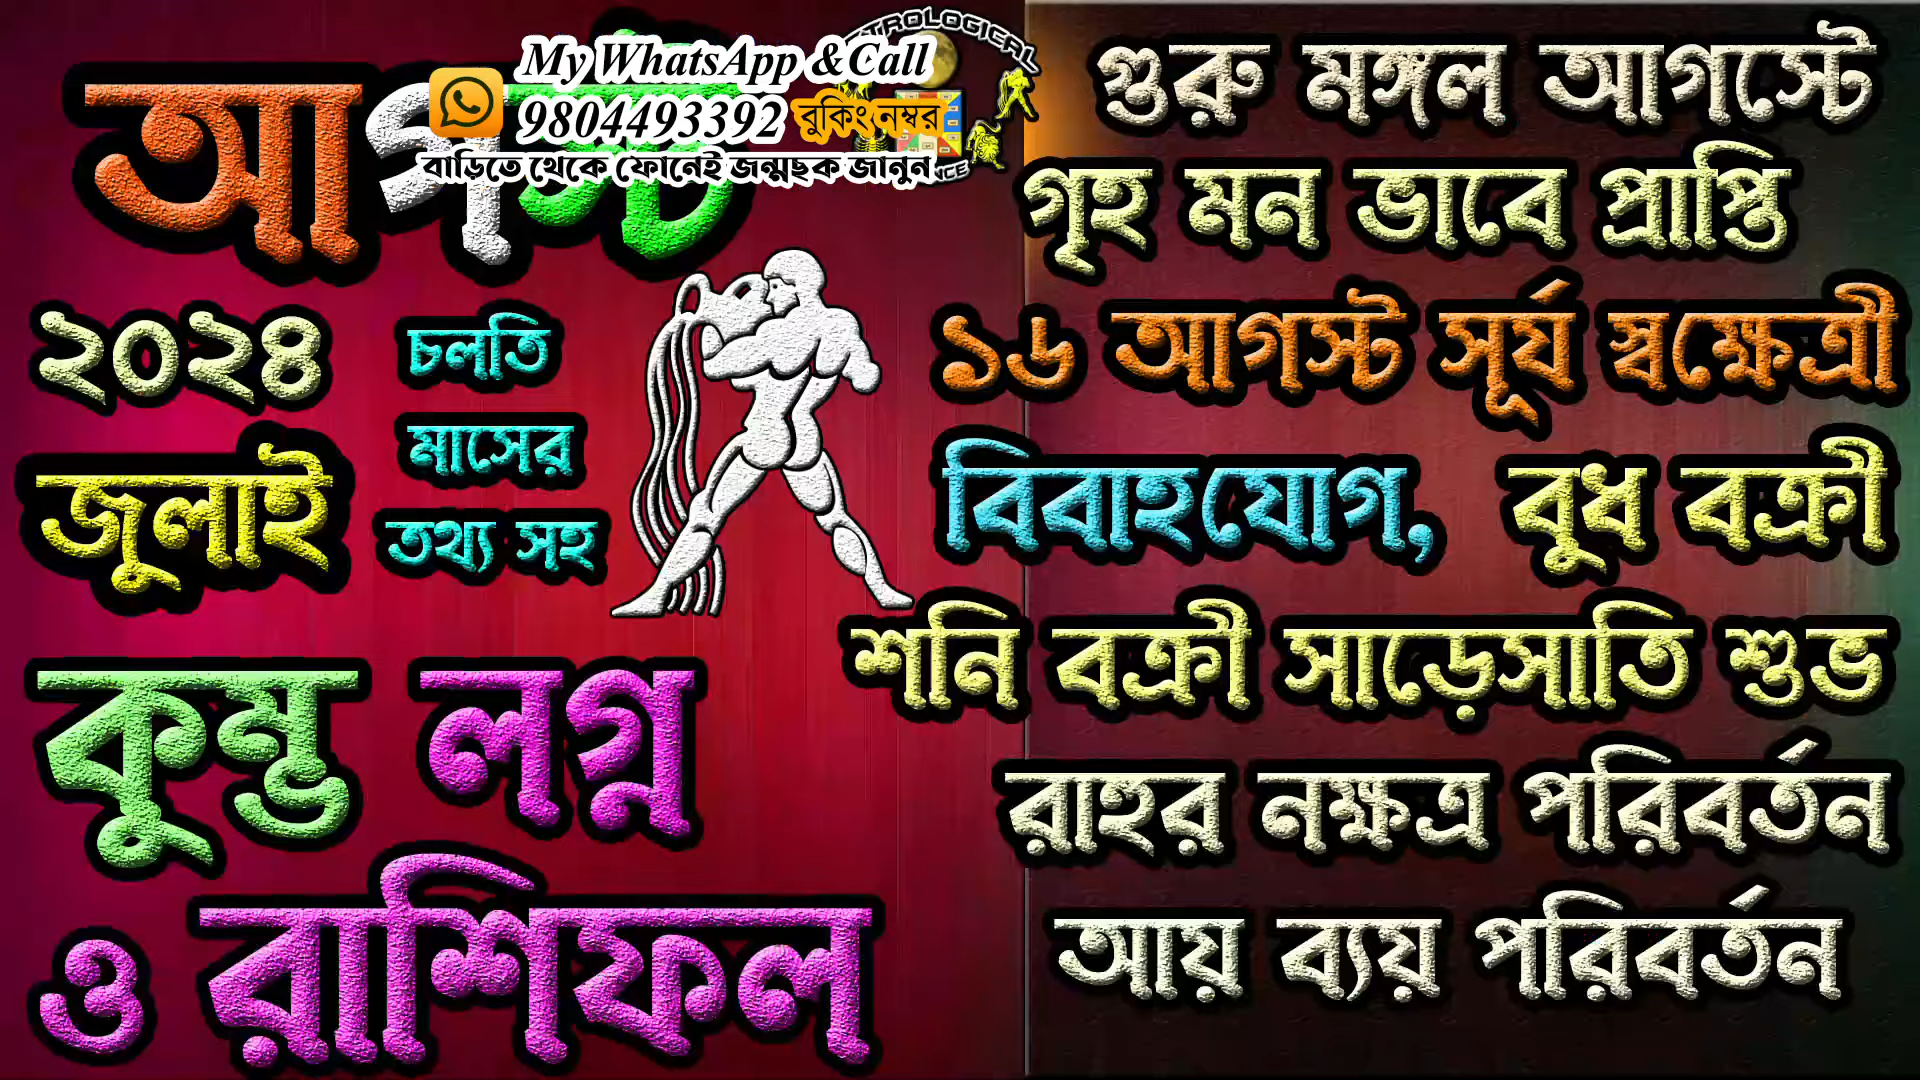 My WhatsApp & Call
9804493392 বুকিং নম্বর
বাড়িতে থেকে ফোনেই জন্মছক জানুন
আগস্ট
২০২৪ চলতি
মাসের
জুলাই
তথ্য সহ
কুম্ভ লগ্ন
ও রাশিফল
গুরু মঙ্গল আগস্টে
গৃহ মন ভাবে প্রাপ্তি
১৬ আগস্ট সূর্য স্বক্ষেত্রী
বিবাহযোগ, বুধ বক্রী
শনি বক্রী সাড়েসাতি শুভ
রাহুর নক্ষত্র পরিবর্তন
আয় ব্যয় পরিবর্তন